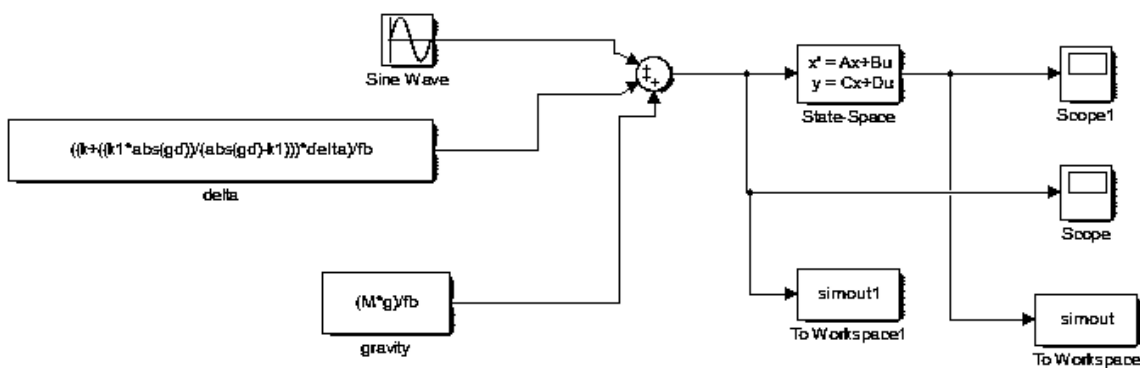 Sine Wave
x' = Ax+Bu
y = Cx+Du
State-Space
Scope1
((k+((k1*abs(gd))/(abs(gd)-k1)))*delta)/fb
delta
Scope
(M*g)/fb
gravity
simout1
To Workspace1
simout
To Workspace